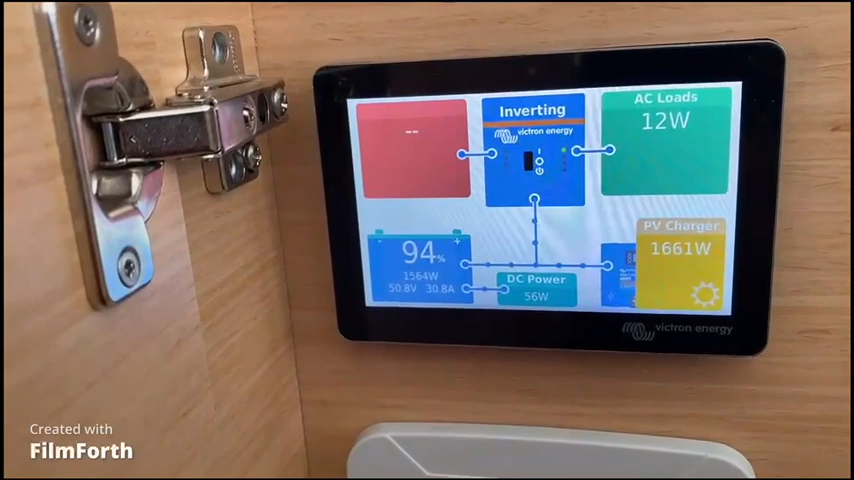 --
Inverting
victron energy
AC Loads
12W
94%
1564W
50.8V 30.8A
DC Power
56W
PV Charger
1661W
victron energy
Created with
FilmForth